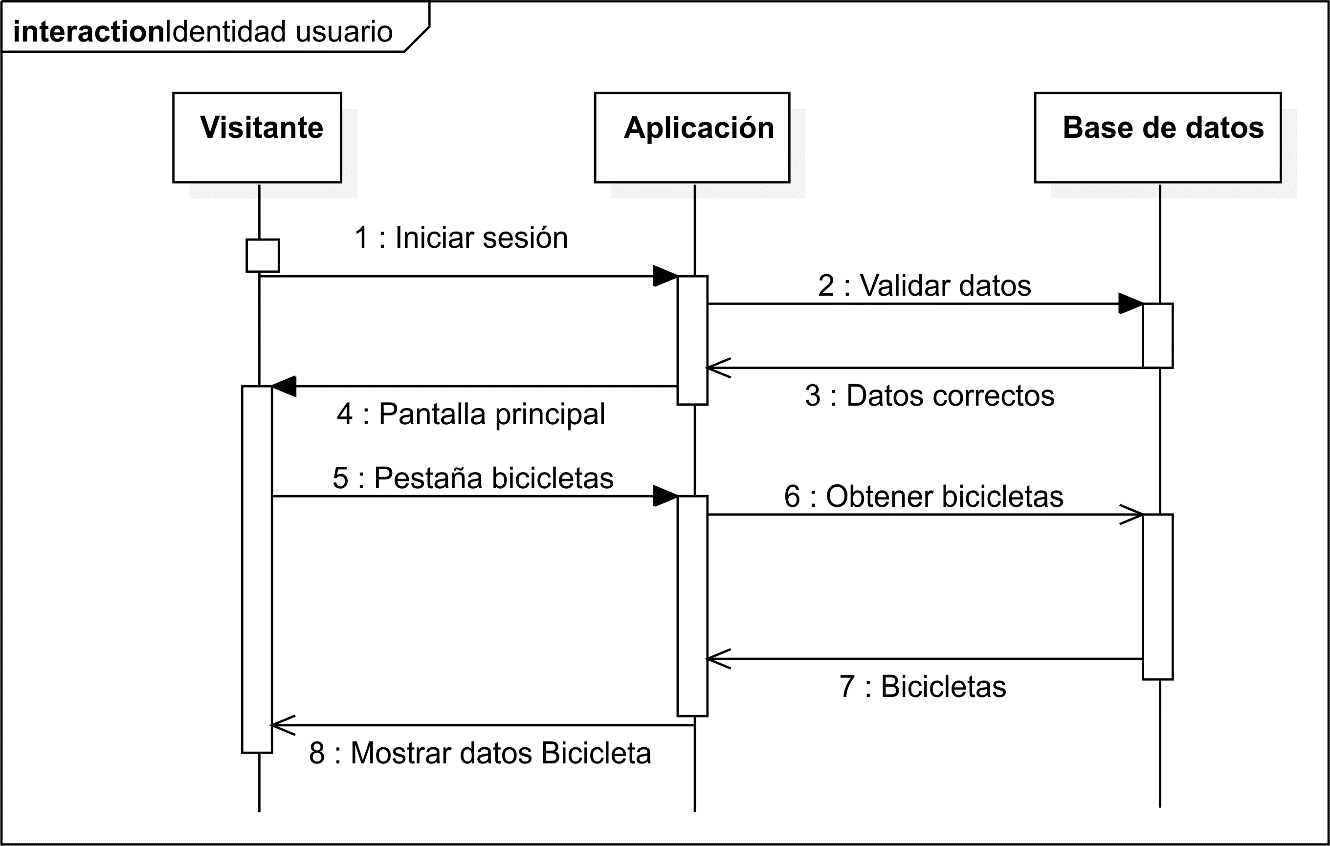 interactionIdentidad usuario
Visitante
Aplicación
Base de datos
1 : Iniciar sesión
2 : Validar datos
3 : Datos correctos
4 : Pantalla principal
5 : Pestaña bicicletas
6 : Obtener bicicletas
7 : Bicicletas
8 : Mostrar datos Bicicleta